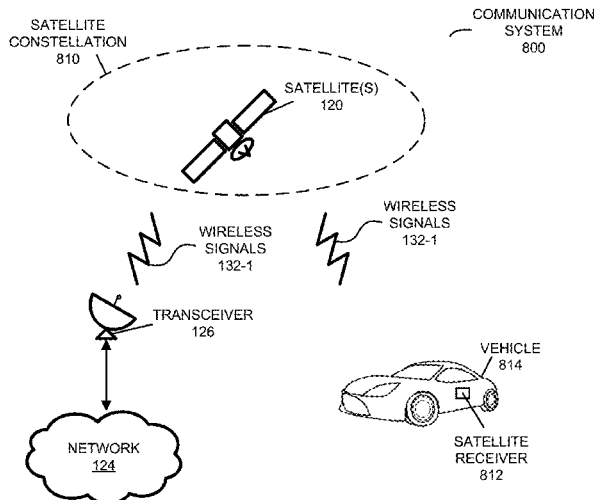 SATELLITE
CONSTELLATION
810
COMMUNICATION
SYSTEM
800
SATELLITE(S)
120
WIRELESS
SIGNALS
132-1
WIRELESS
SIGNALS
132-1
TRANSCEIVER
126
VEHICLE
814
NETWORK
124
SATELLITE
RECEIVER
812